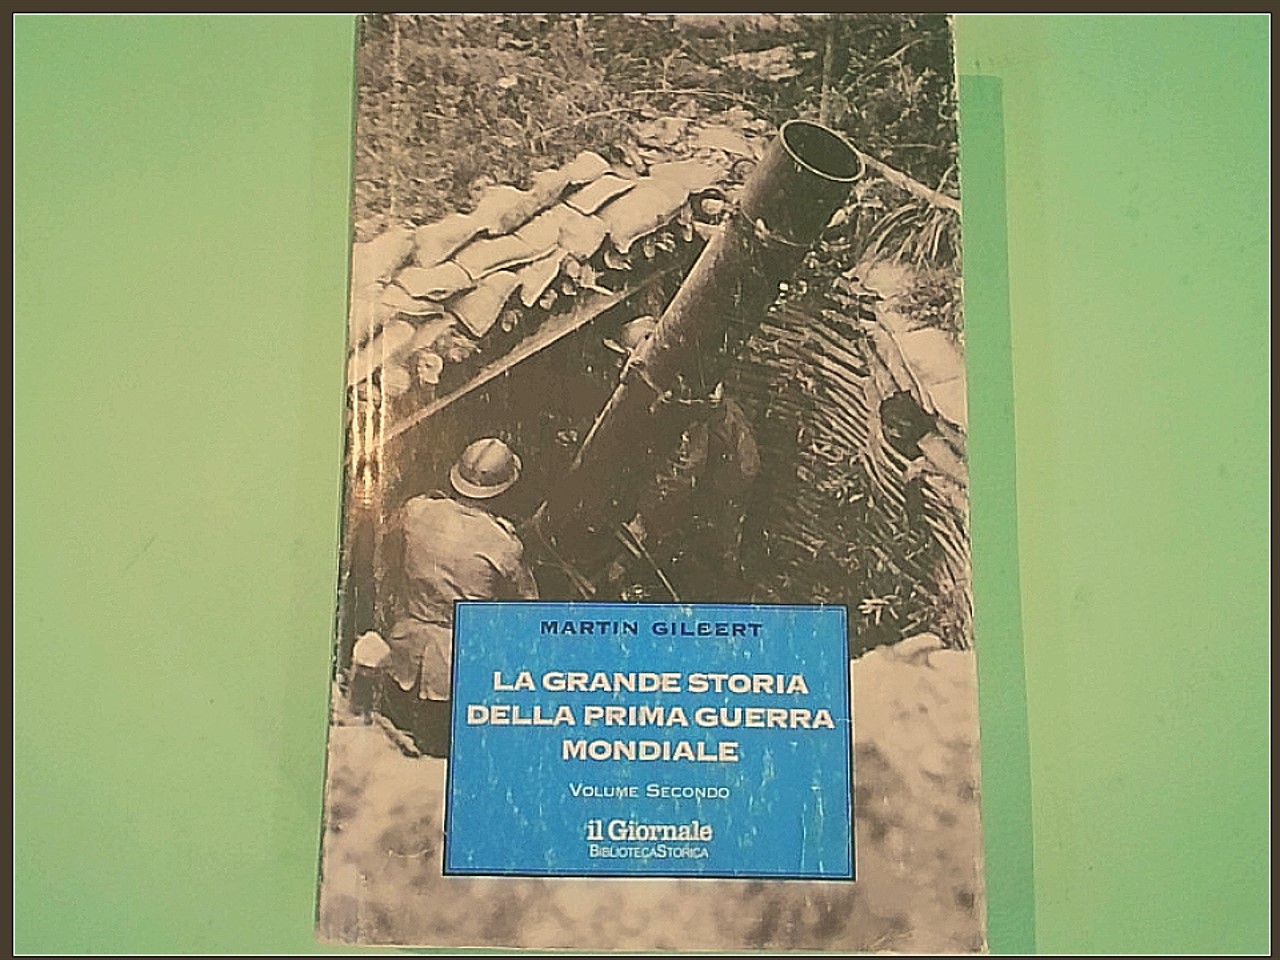 MARTIN GILBERT
LA GRANDE STORIA
DELLA PRIMA GUERRA
MONDIALE
VOLUME SECONDO
il Giornale
BIBLIOTECASTORICA